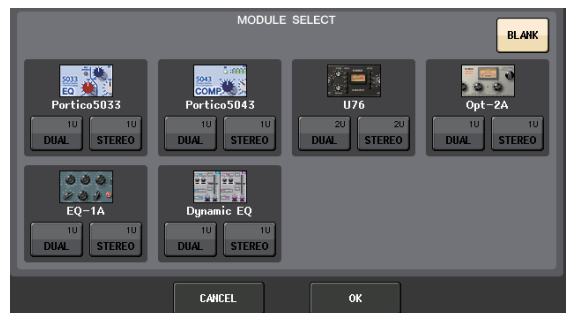 MODULE SELECT
BLANK
5033
EQ
Portico5033
1U
DUAL
1U
STEREO
5043
COMP.
Portico5043
1U
DUAL
1U
STEREO
U76
2U
DUAL
2U
STEREO
Opt-2A
1U
DUAL
1U
STEREO
EQ-1A
1U
DUAL
1U
STEREO
Dynamic EQ
1U
DUAL
1U
STEREO
CANCEL
OK